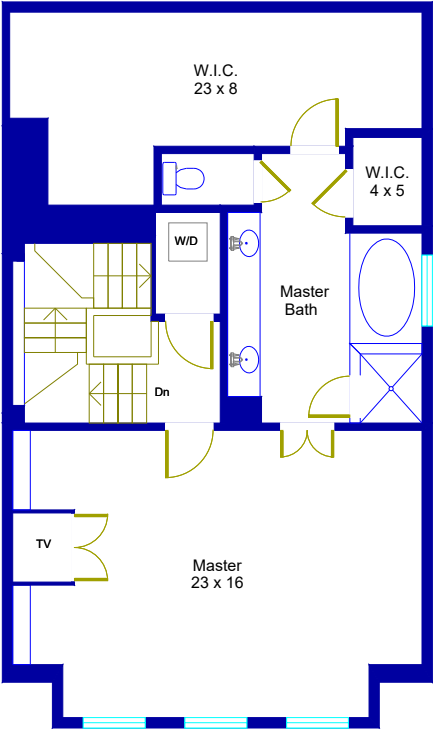 W.I.C.
23 x 8
W.I.C.
4 x 5
W/D
Master
Bath
Dn
TV
Master
23 x 16